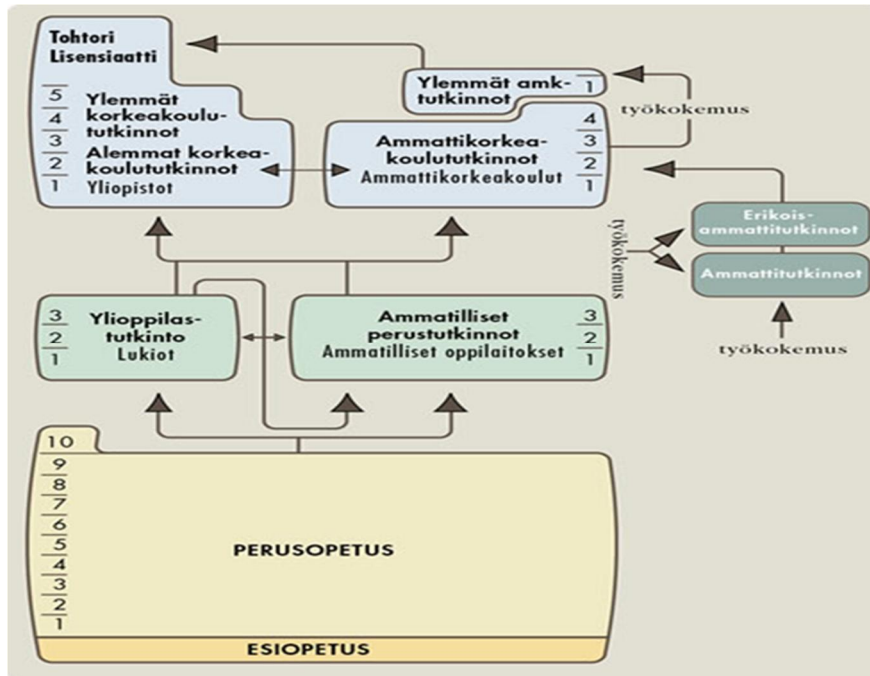 Tohtori
Lisensiaatti
5
4
3
2
1
Ylemmät
korkeakoulu-
tutkinnot
Alemmat korkea-
koulututkinnot
Yliopistot
Ylemmät amk-
tutkinnot
1
työkokemus
Ammattikorkea-
koulututkinnot
Ammattikorkeakoulut
4
3
2
1
Erikois-
ammattitutkinnot
Ammattitutkinnot
työkokemus
työkokemus
3
2
1
Ylioppilas-
tutkinto
Lukiot
Ammatilliset
perustutkinnot
Ammatilliset oppilaitokset
3
2
1
10
9
8
7
6
5
4
3
2
1
PERUSOPETUS
ESIOPETUS